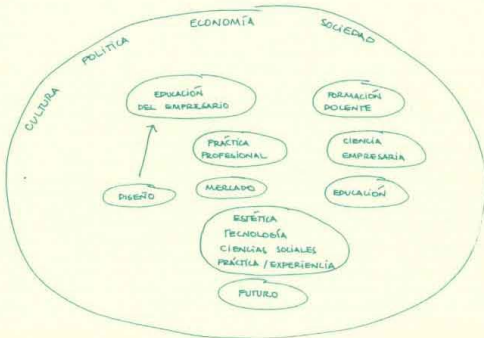 CULTURA
POLÍTICA
ECONOMÍA
SOCIEDAD
EDUCACIÓN
DEL EMPRESARIO
FORMACIÓN
DOCENTE
PRÁCTICA
PROFESIONAL
CIENCIA
EMPRESARIA
DISEÑO
MERCADO
EDUCACIÓN
ESTÉTICA
TECNOLOGÍA
CIENCIAS SOCIALES
PRÁCTICA / EXPERIENCIA
FUTURO